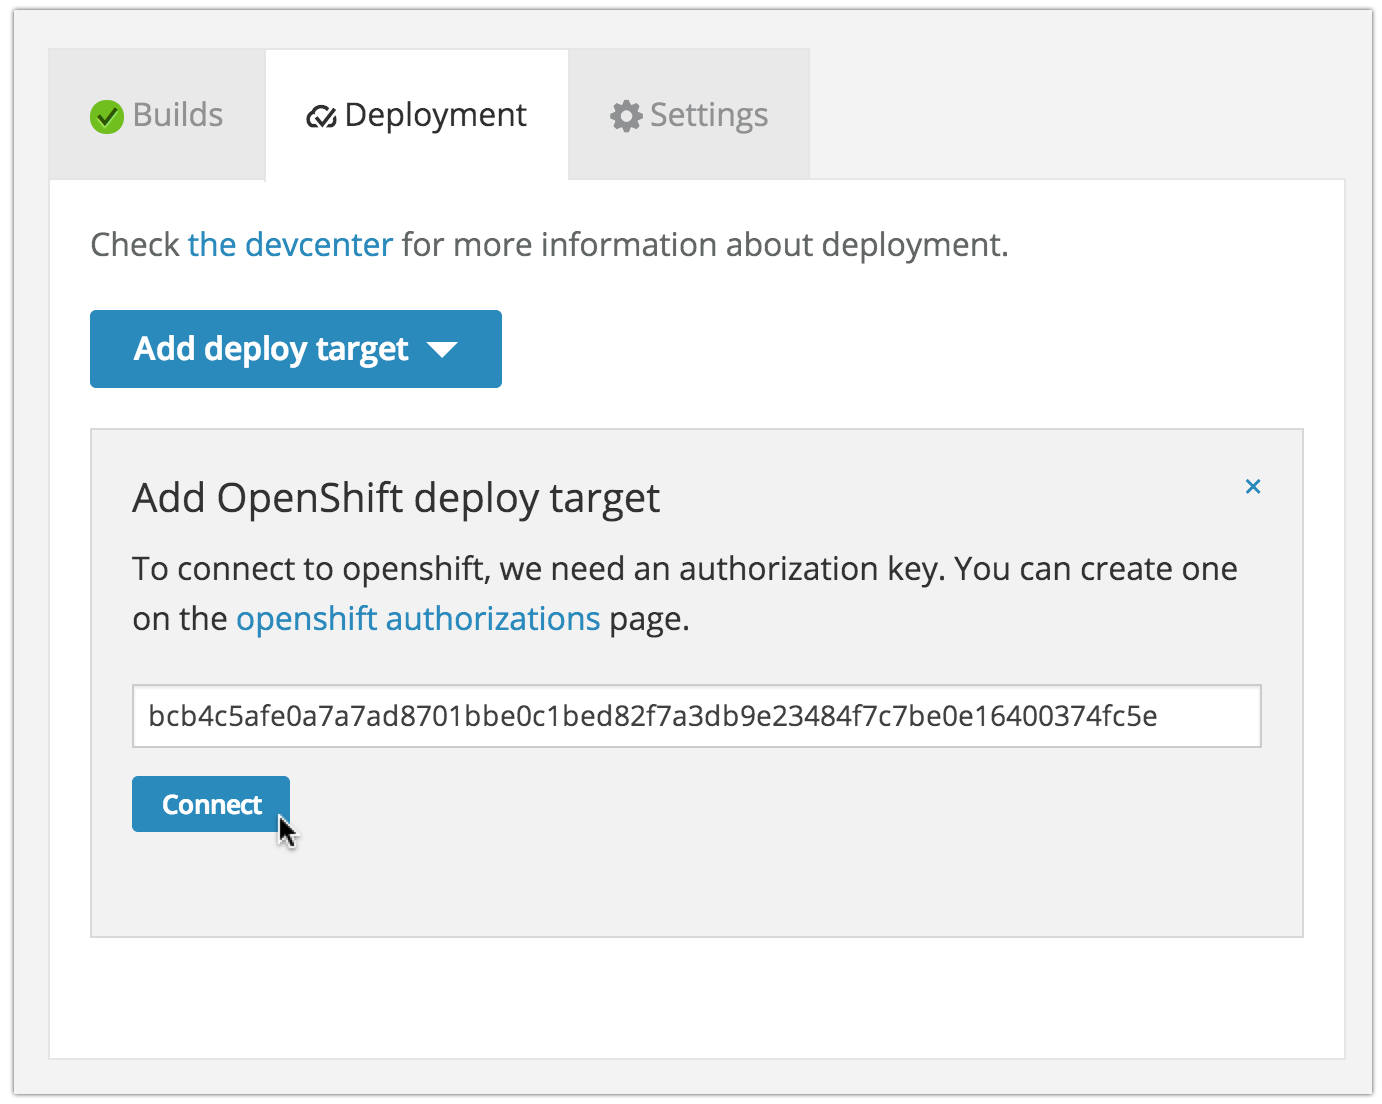 Builds
Deployment
Settings
Check the devcenter for more information about deployment.
Add deploy target
Add OpenShift deploy target
To connect to openshift, we need an authorization key. You can create one
on the openshift authorizations page.
bcb4c5afe0a7a7ad8701bbe0c1bed82f7a3db9e23484f7c7be0e16400374fc5e
Connect